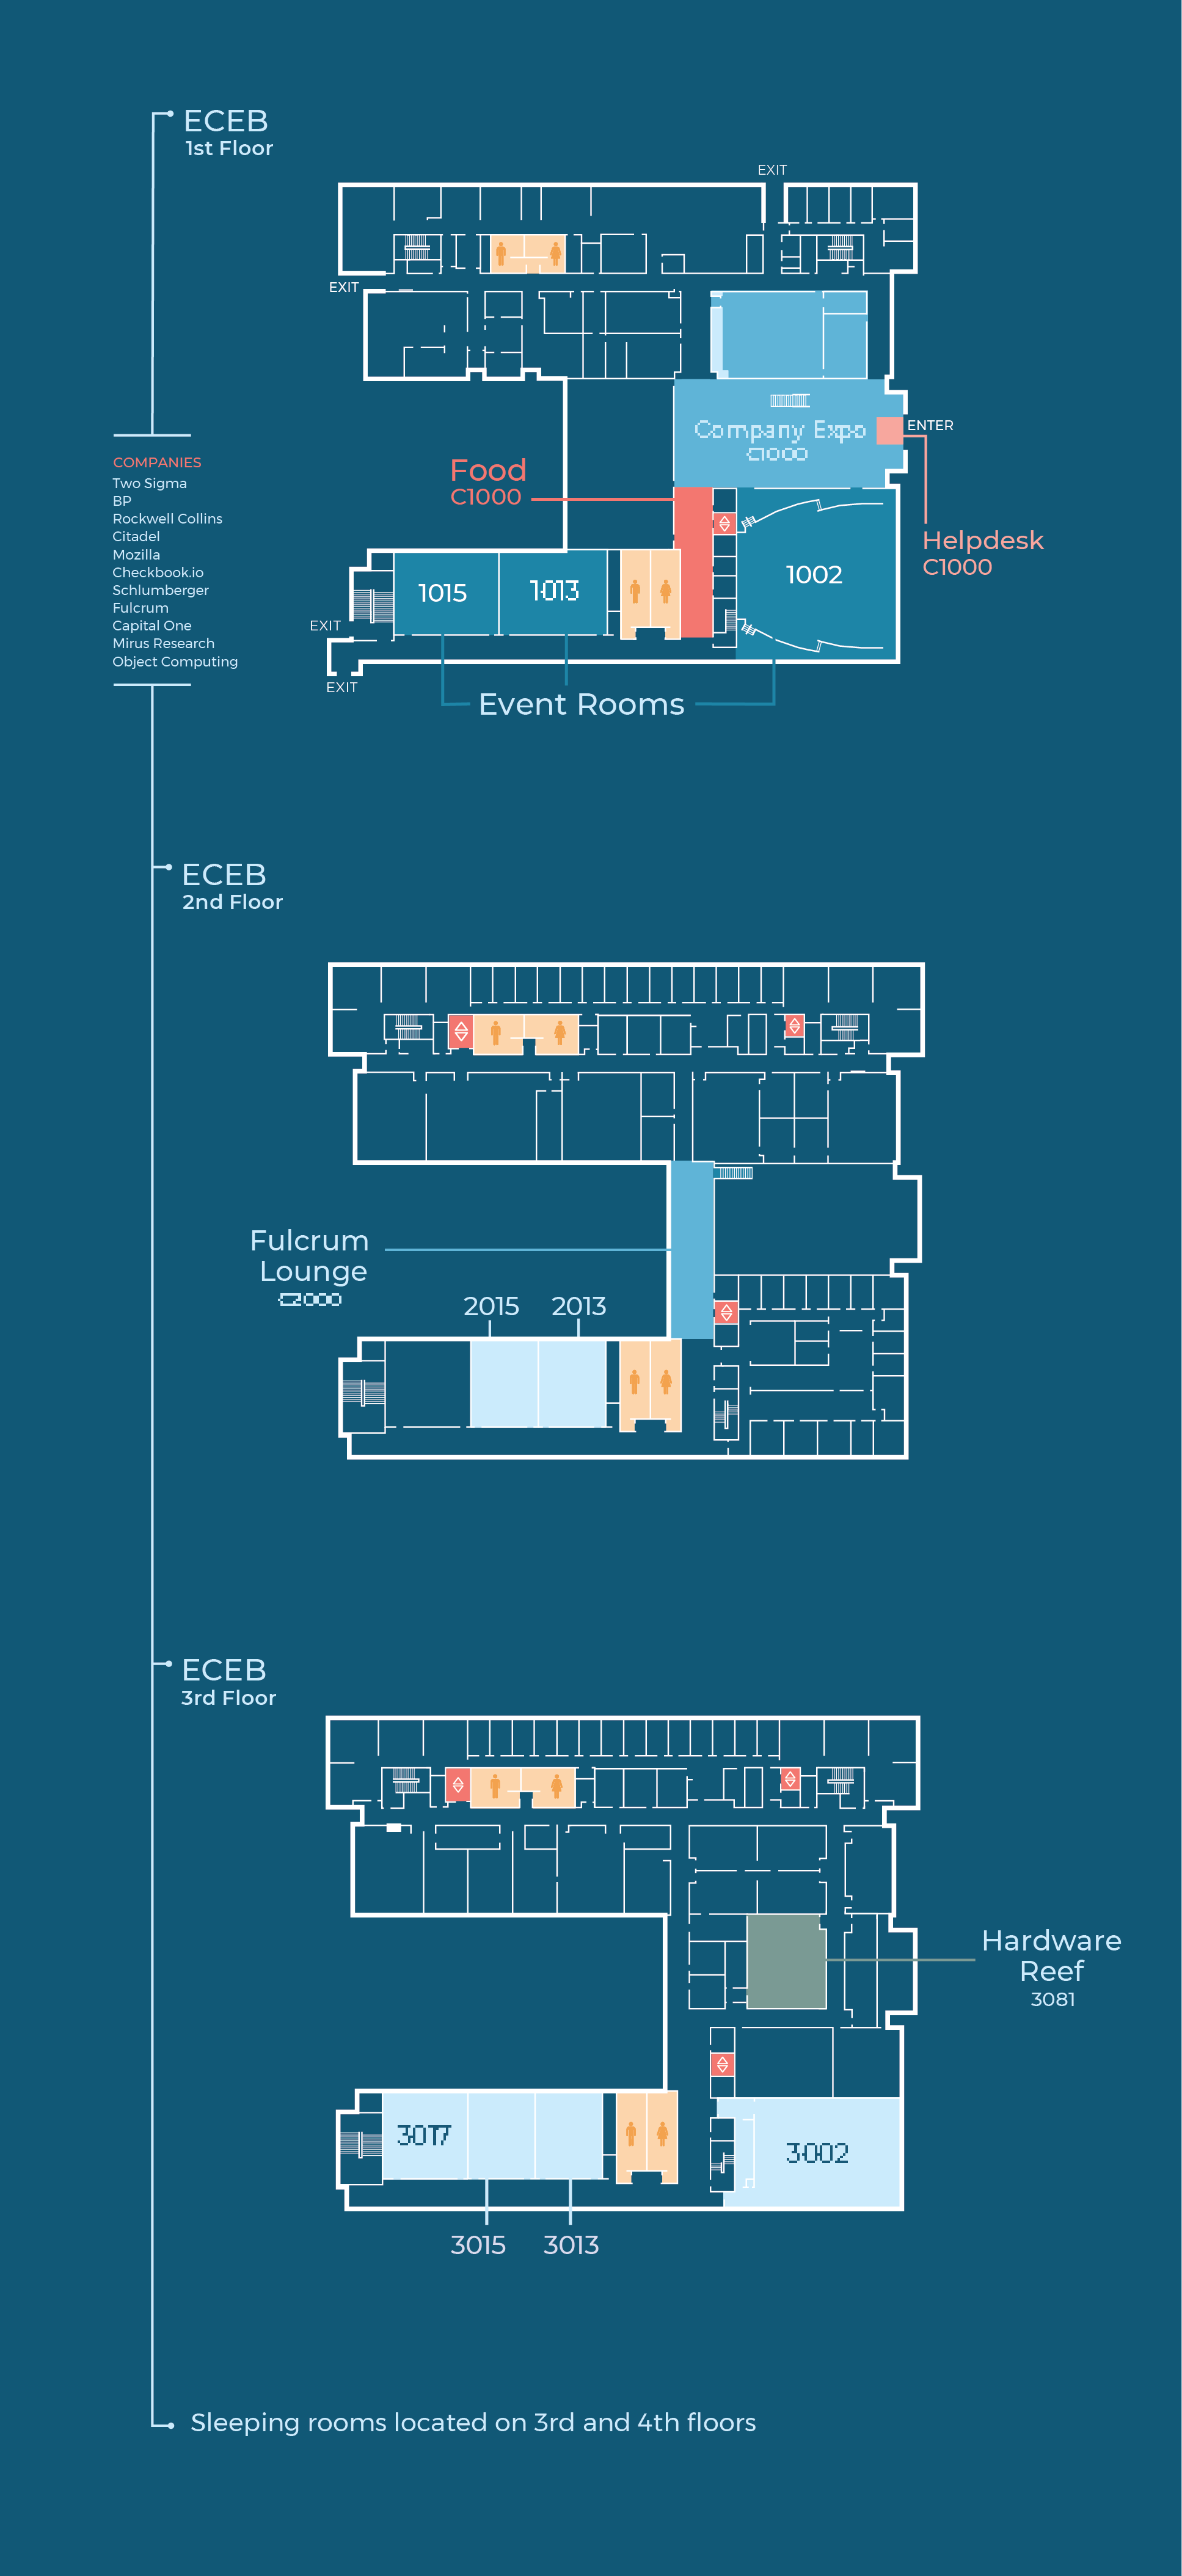 ECEB
1st Floor
EXIT
EXIT
COMPANIES
Two Sigma
BP
Rockwell Collins
Citadel
Mozilla
Checkbook.io
Schlumberger
Fulcrum
Capital One
Mirus Research
Object Computing
Company Expo
C1000
ENTER
Food
C1000
Helpdesk
C1000
1015
1013
1002
EXIT
EXIT
Event Rooms
ECEB
2nd Floor
Fulcrum
Lounge
C2000
2015 2013
ECEB
3rd Floor
Hardware
Reef
3081
3017
3002
3015 3013
Sleeping rooms located on 3rd and 4th floors